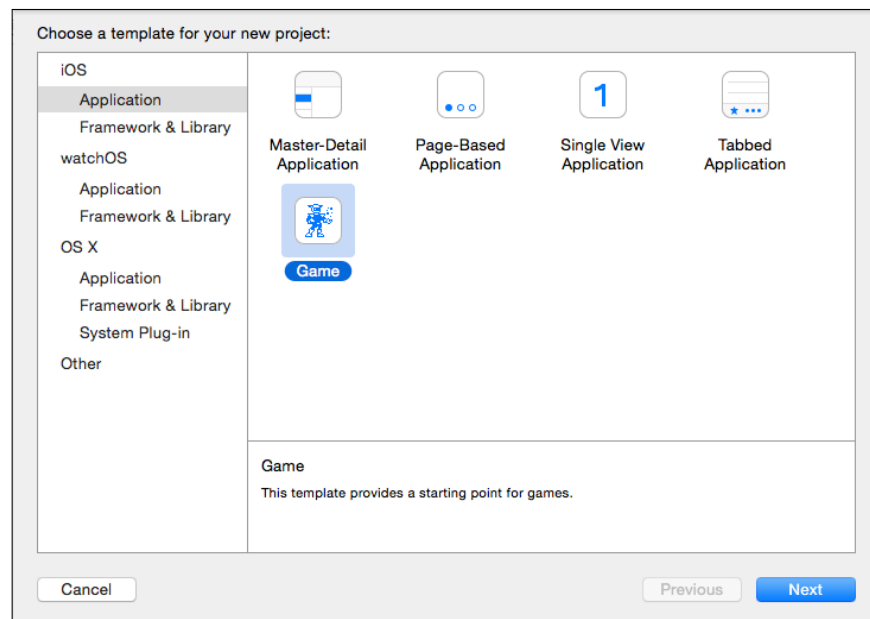 Choose a template for your new project:
iOS
Application
Framework & Library
watchOS
Application
Framework & Library
OS X
Application
Framework & Library
System Plug-in
Other
Master-Detail
Application
Page-Based
Application
1
Single View
Application
Tabbed
Application
Game
Game
This template provides a starting point for games.
Cancel
Previous
Next